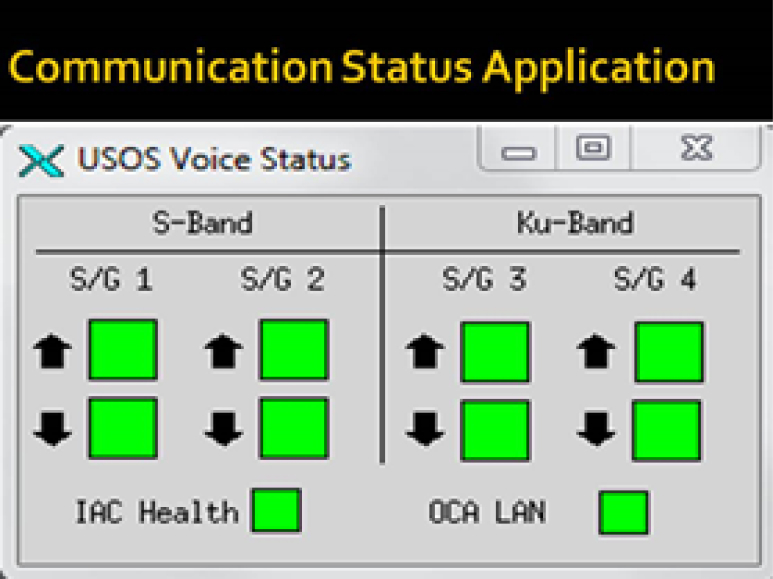 Communication Status Application
USOS Voice Status
S-Band Ku-Band
S/G 1 S/G 2 S/G 3 S/G 4
IAC Health OCA LAN